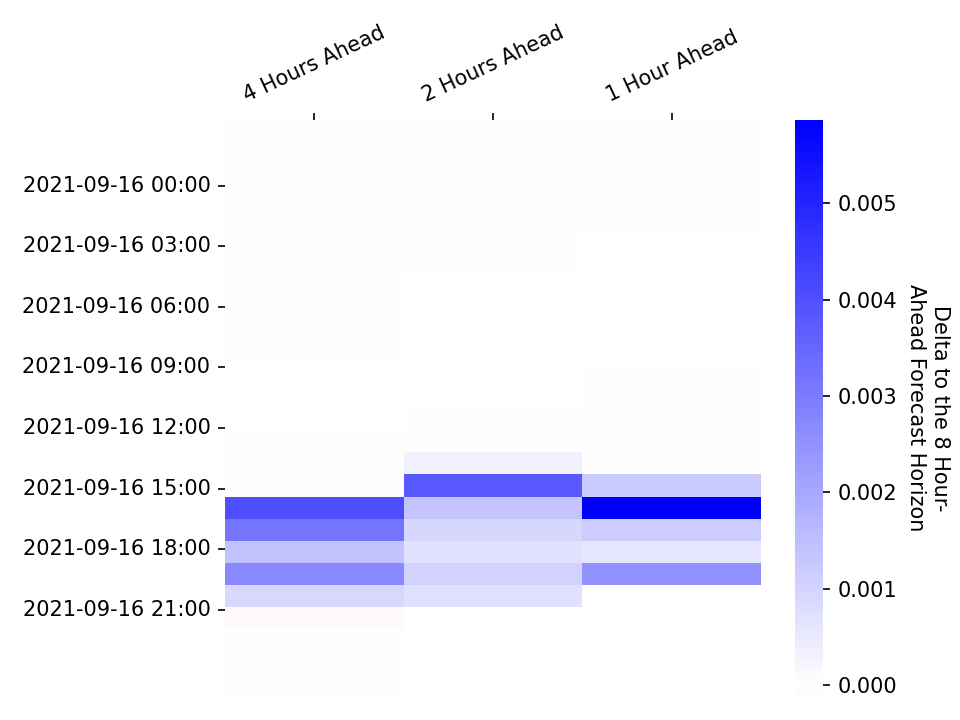 4 Hours Ahead
2 Hours Ahead
1 Hour Ahead
2021-09-16 00:00
2021-09-16 03:00
2021-09-16 06:00
2021-09-16 09:00
2021-09-16 12:00
2021-09-16 15:00
2021-09-16 18:00
2021-09-16 21:00
0.005
0.004
0.003
0.002
0.001
0.000
Delta to the 8 Hour-
Ahead Forecast Horizon